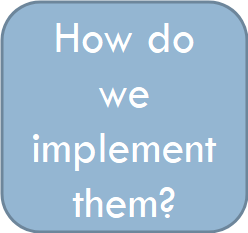 How do
we
implement
them?